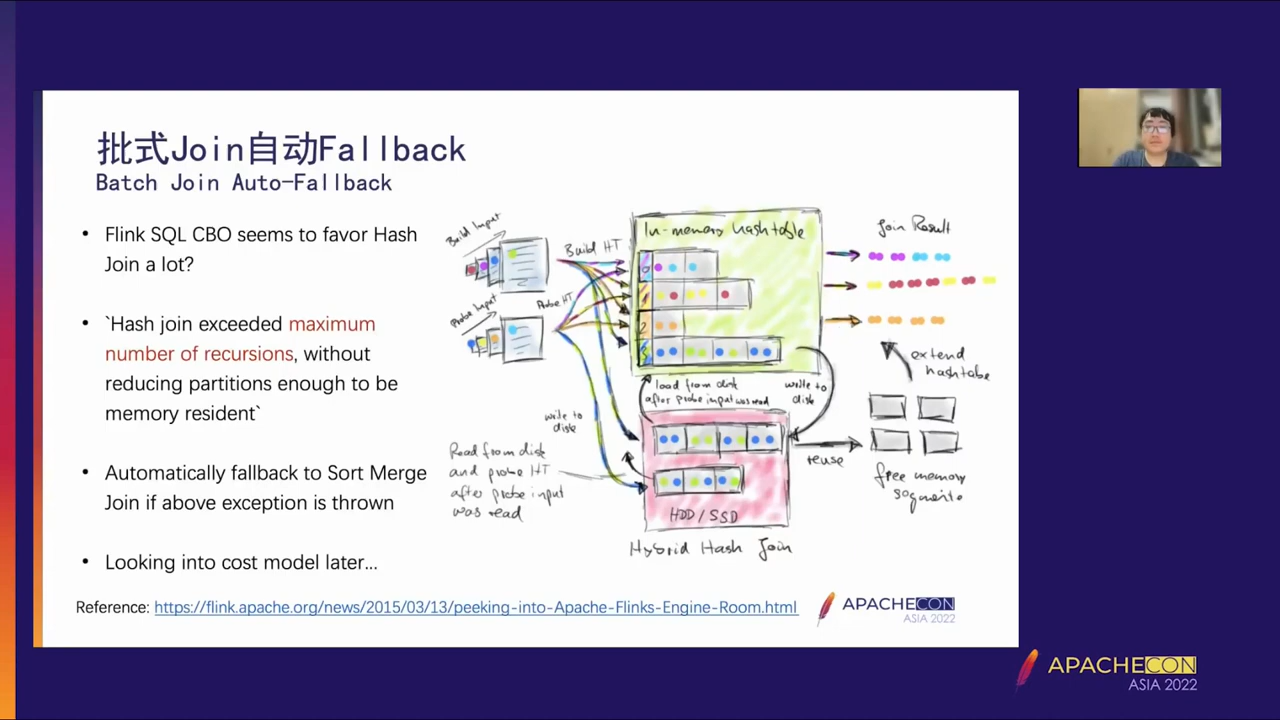 批式Join自动Fallback
Batch Join Auto-Fallback
• Flink SQL CBO seems to favor Hash
Join a lot?
• `Hash join exceeded maximum
number of recursions, without
reducing partitions enough to be
memory resident`
• Automatically fallback to Sort Merge
Join if above exception is thrown
• Looking into cost model later...
Reference: https://flink.apache.org/news/2015/03/13/peeking-into-Apache-Flinks-Engine-Room.html
Build Input
Build HT
Probe Input
Probe HT
In-memory hashtable
0
1
2
3
Join Result
load from disk
after probe input was read
write to
disk
write to
disk
extend
hashtable
Read from disk
and probe HT
after probe input
was read
HDD/SSD
reuse
free memory
segments
Hybrid Hash Join
APACHECON
ASIA 2022
APACHECON
ASIA 2022